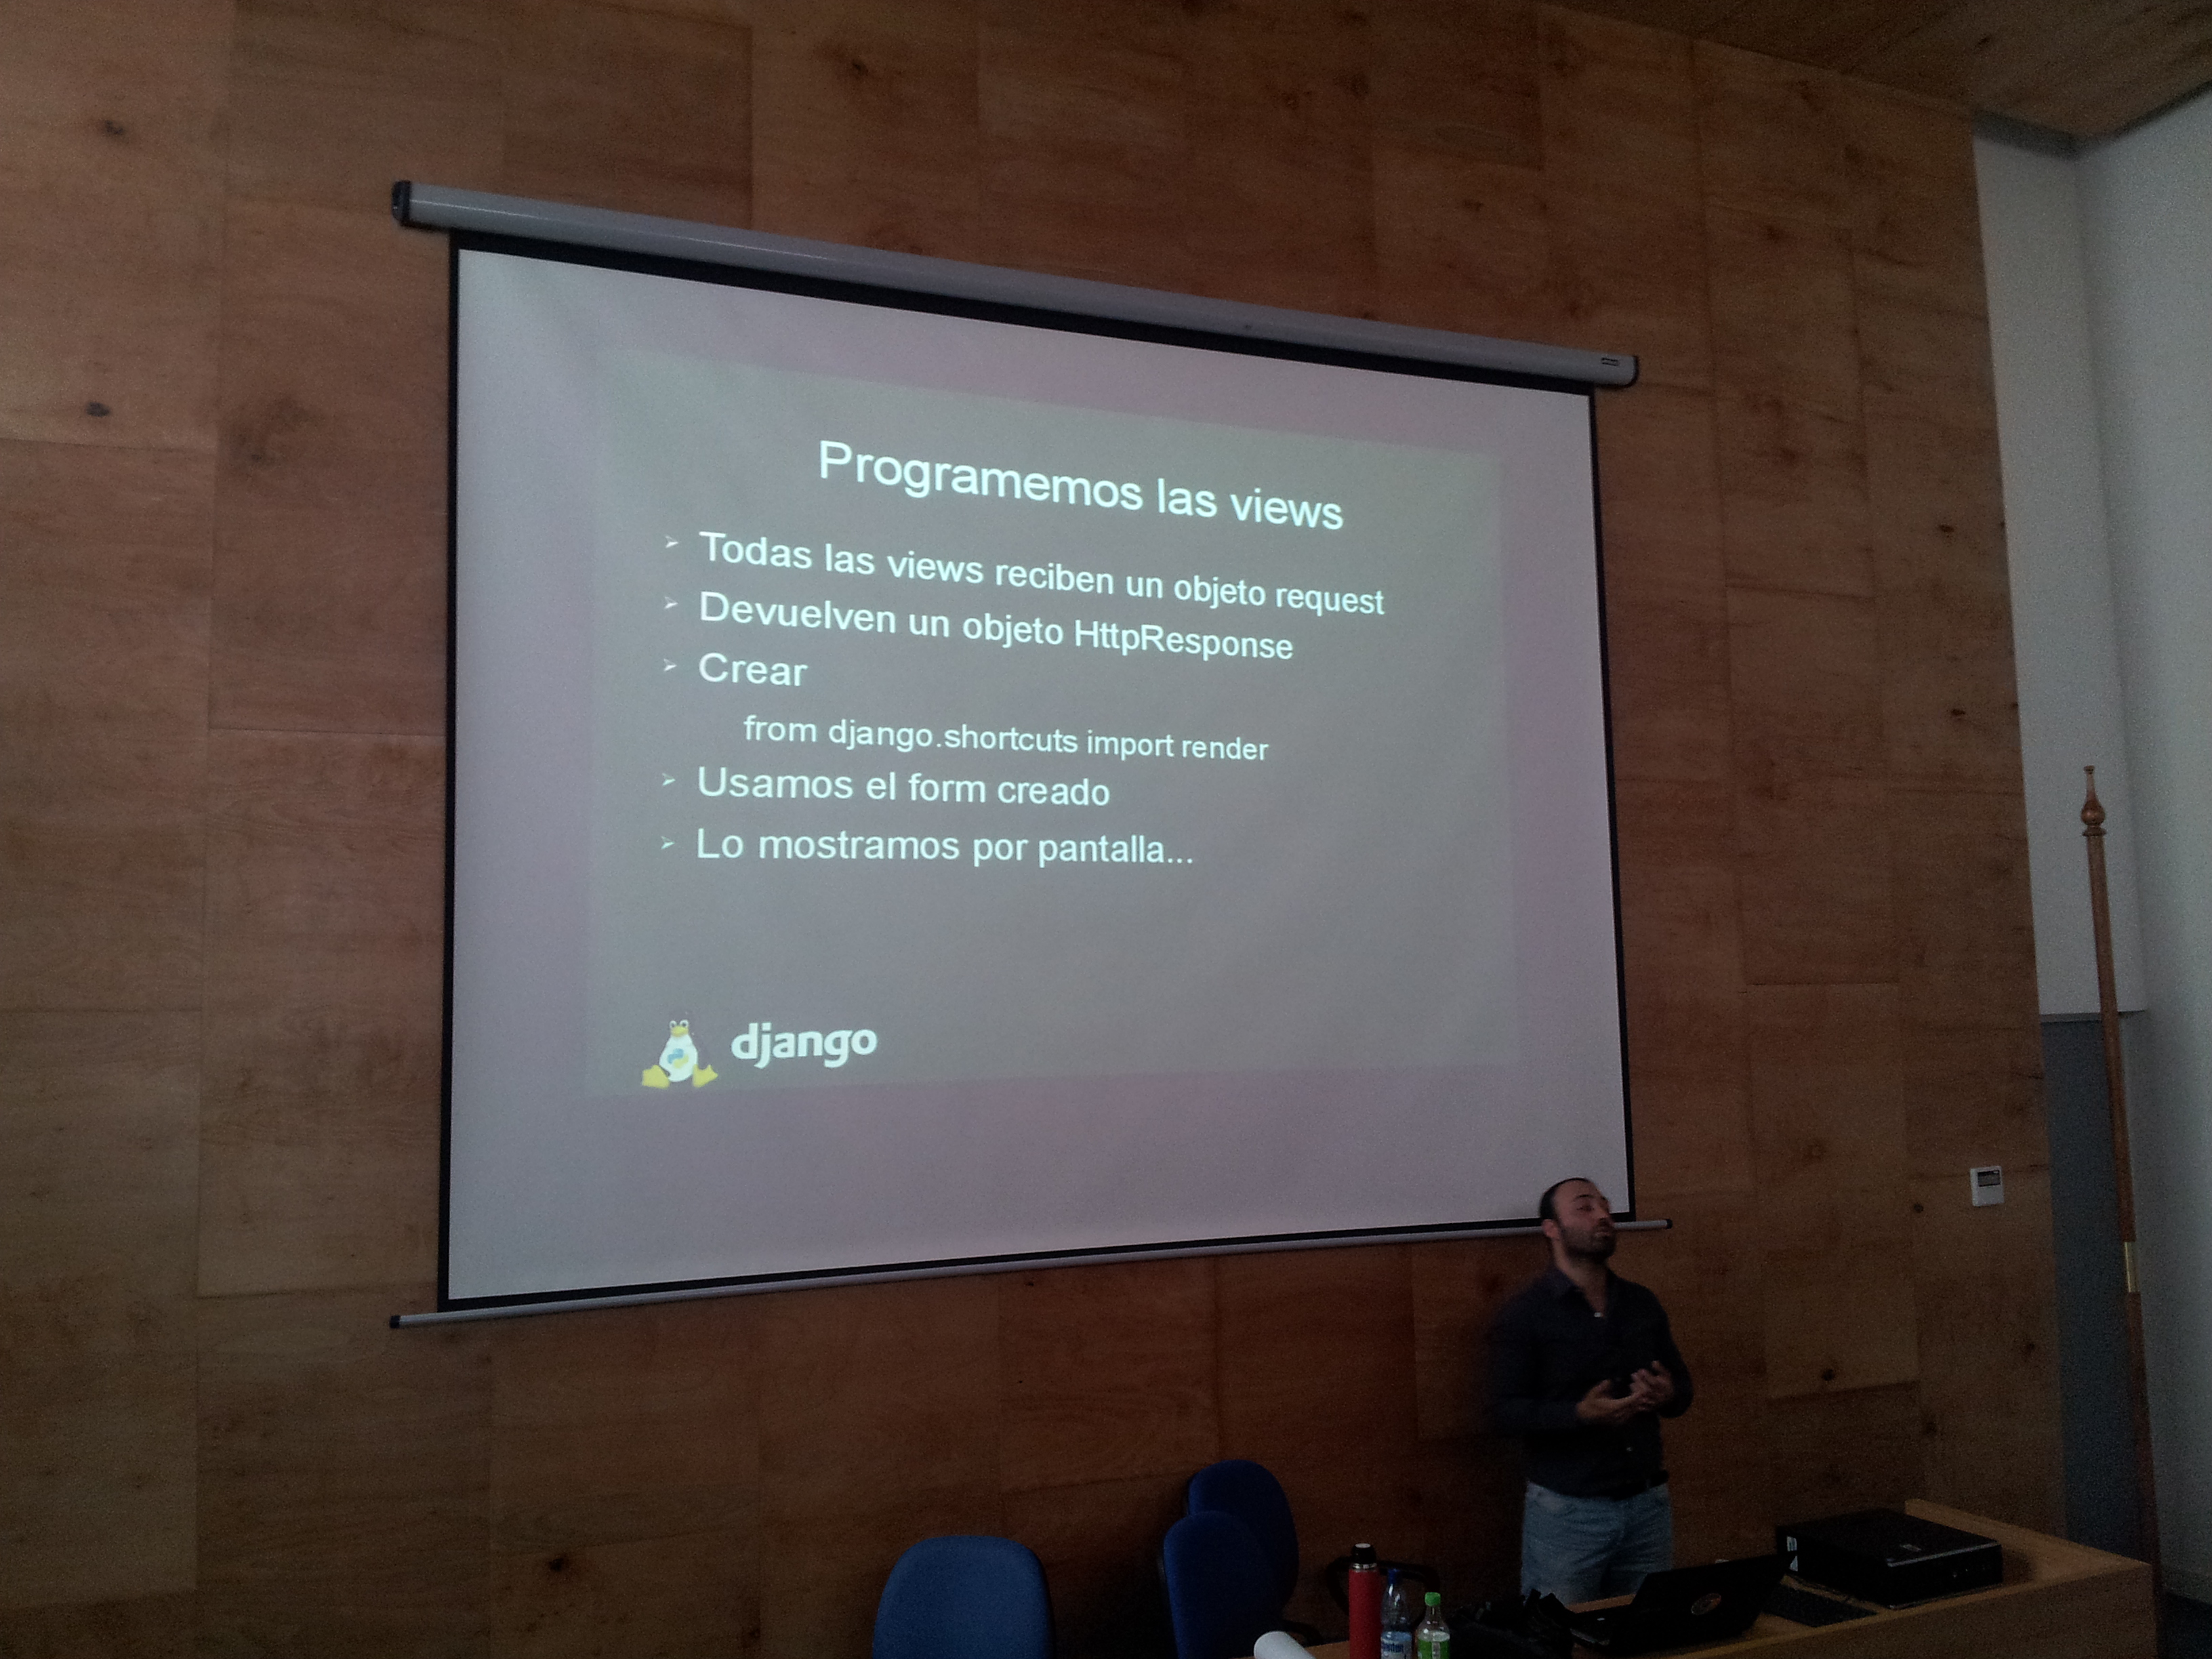 Programemos las views
Todas las views reciben un objeto request
Devuelven un objeto HttpResponse
Crear
from django.shortcuts import render
Usamos el form creado
Lo mostramos por pantalla...
django